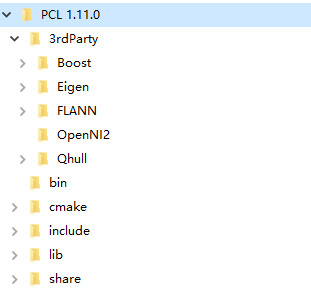 PCL 1.11.0
3rdParty
Boost
Eigen
FLANN
OpenNI2
Qhull
bin
cmake
include
lib
share